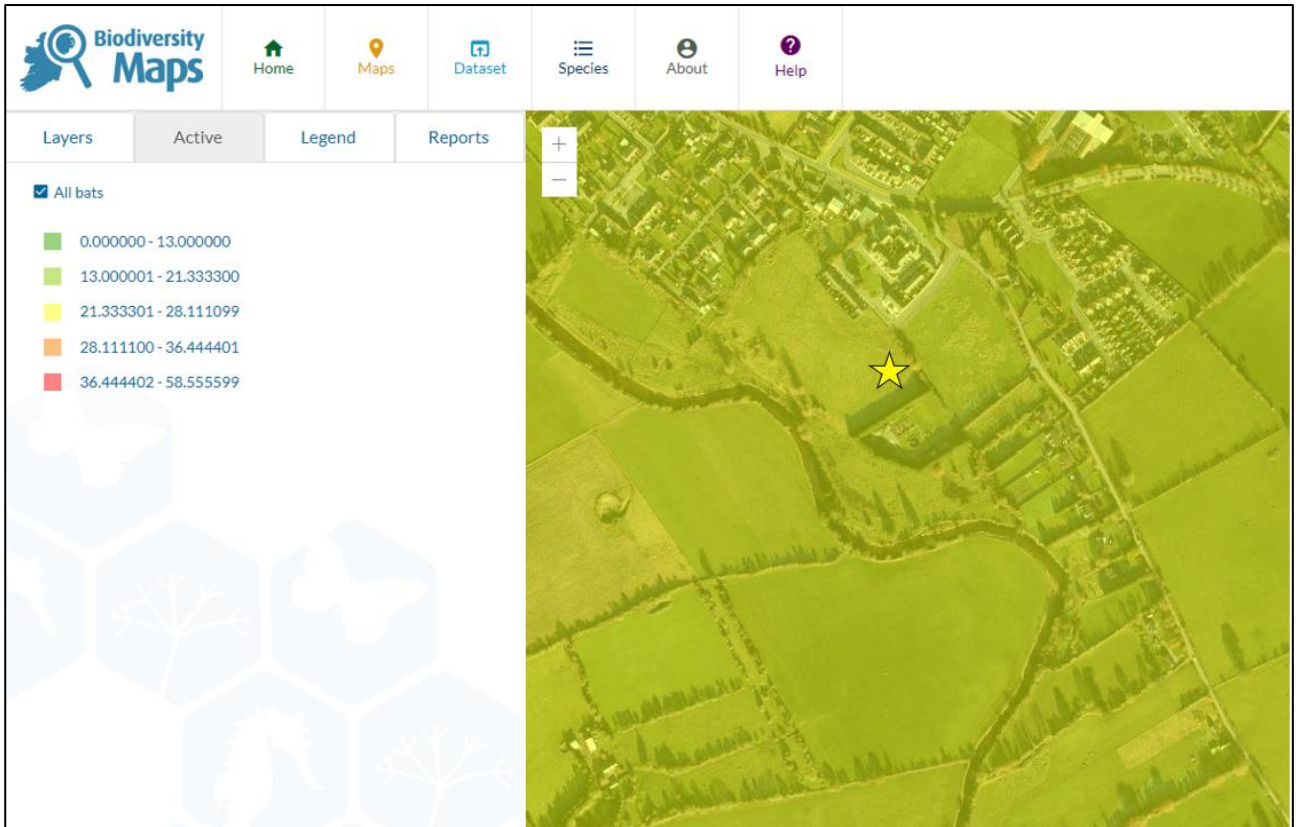 Biodiversity
Maps
Home
Maps
Dataset
Species
About
Help
Layers
Active
Legend
Reports
+
−
All bats
0.000000 - 13.000000
13.000001 - 21.333300
21.333301 - 28.111099
28.111100 - 36.444401
36.444402 - 58.555599